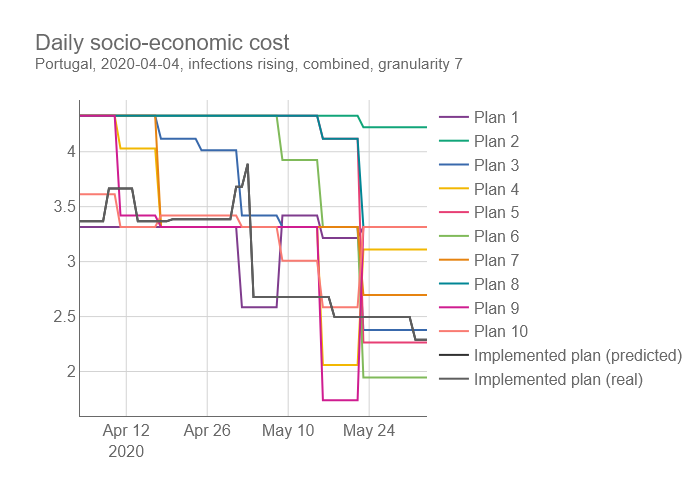 Daily socio-economic cost
Portugal, 2020-04-04, infections rising, combined, granularity 7
4
3.5
3
2.5
2
Apr 12
2020
Apr 26
May 10
May 24
Plan 1
Plan 2
Plan 3
Plan 4
Plan 5
Plan 6
Plan 7
Plan 8
Plan 9
Plan 10
Implemented plan (predicted)
Implemented plan (real)